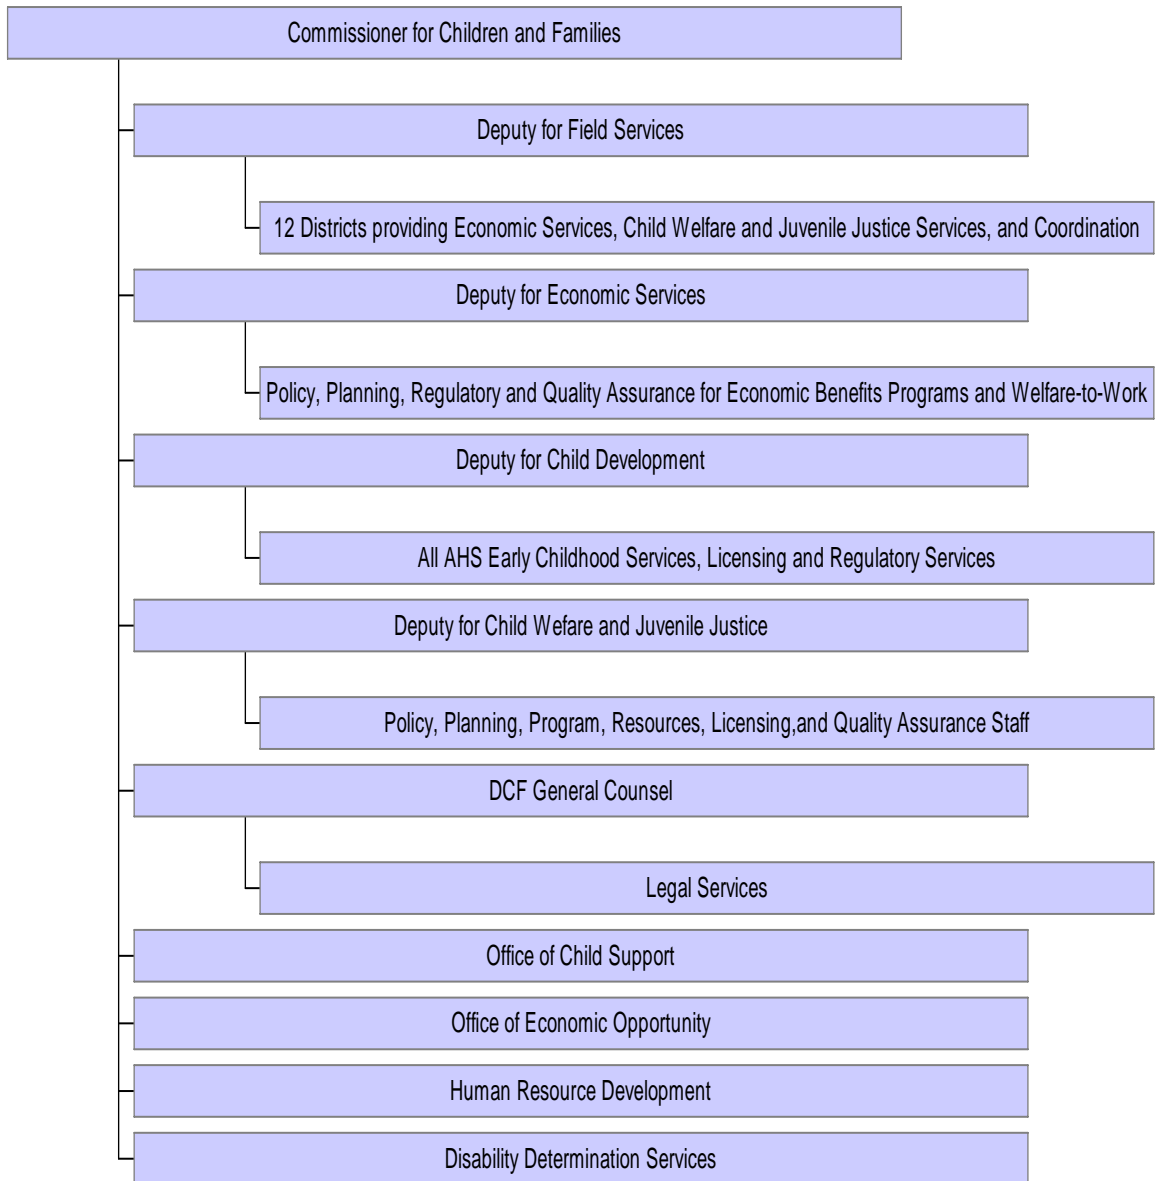 Commissioner for Children and Families
Deputy for Field Services
12 Districts providing Economic Services, Child Welfare and Juvenile Justice Services, and Coordination
Deputy for Economic Services
Policy, Planning, Regulatory and Quality Assurance for Economic Benefits Programs and Welfare-to-Work
Deputy for Child Development
All AHS Early Childhood Services, Licensing and Regulatory Services
Deputy for Child Wefare and Juvenile Justice
Policy, Planning, Program, Resources, Licensing,and Quality Assurance Staff
DCF General Counsel
Legal Services
Office of Child Support
Office of Economic Opportunity
Human Resource Development
Disability Determination Services